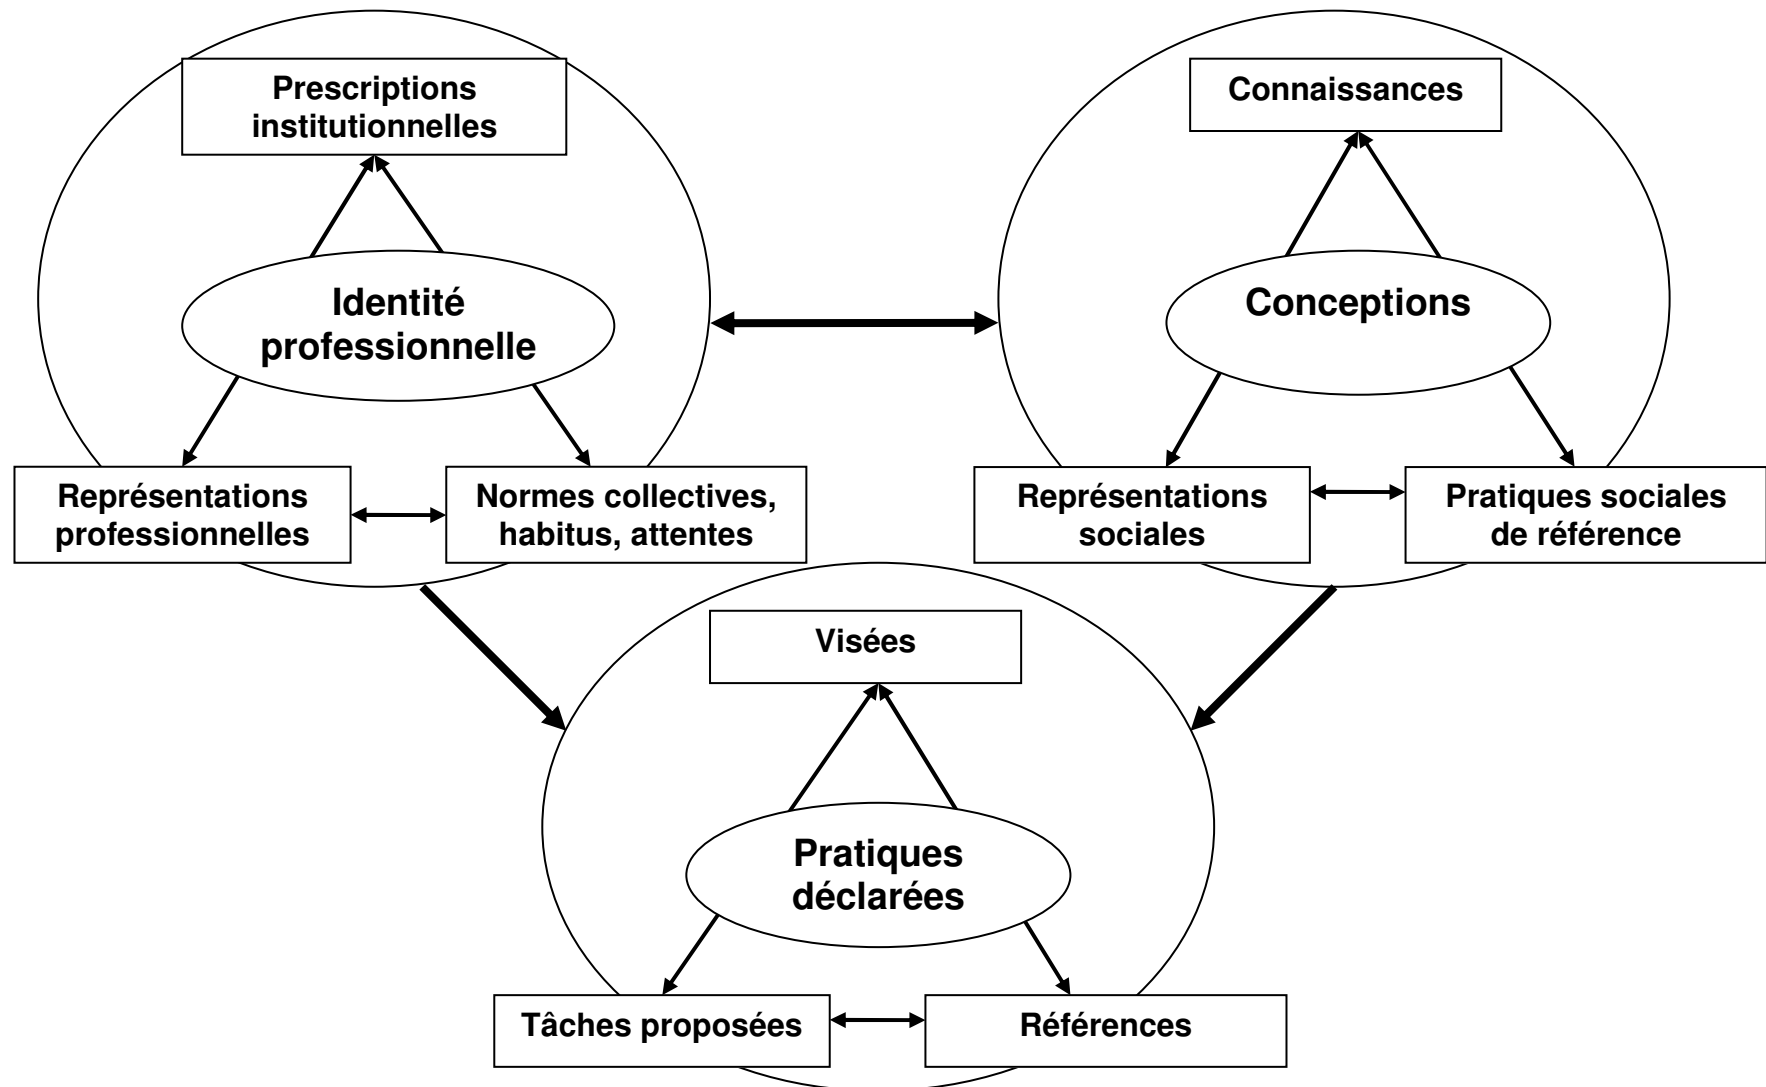 Prescriptions
institutionnelles
Identité
professionnelle
Représentations
professionnelles
Normes collectives,
habitus, attentes
Connaissances
Conceptions
Représentations
sociales
Pratiques sociales
de référence
Visées
Pratiques
déclarées
Tâches proposées
Références